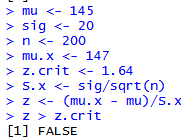 > mu <- 145
> sig <- 20
> n <- 200
> mu.x <- 147
> z.crit <- 1.64
> S.x <- sig/sqrt(n)
> z <- (mu.x - mu)/S.x
> z > z.crit
[1] FALSE